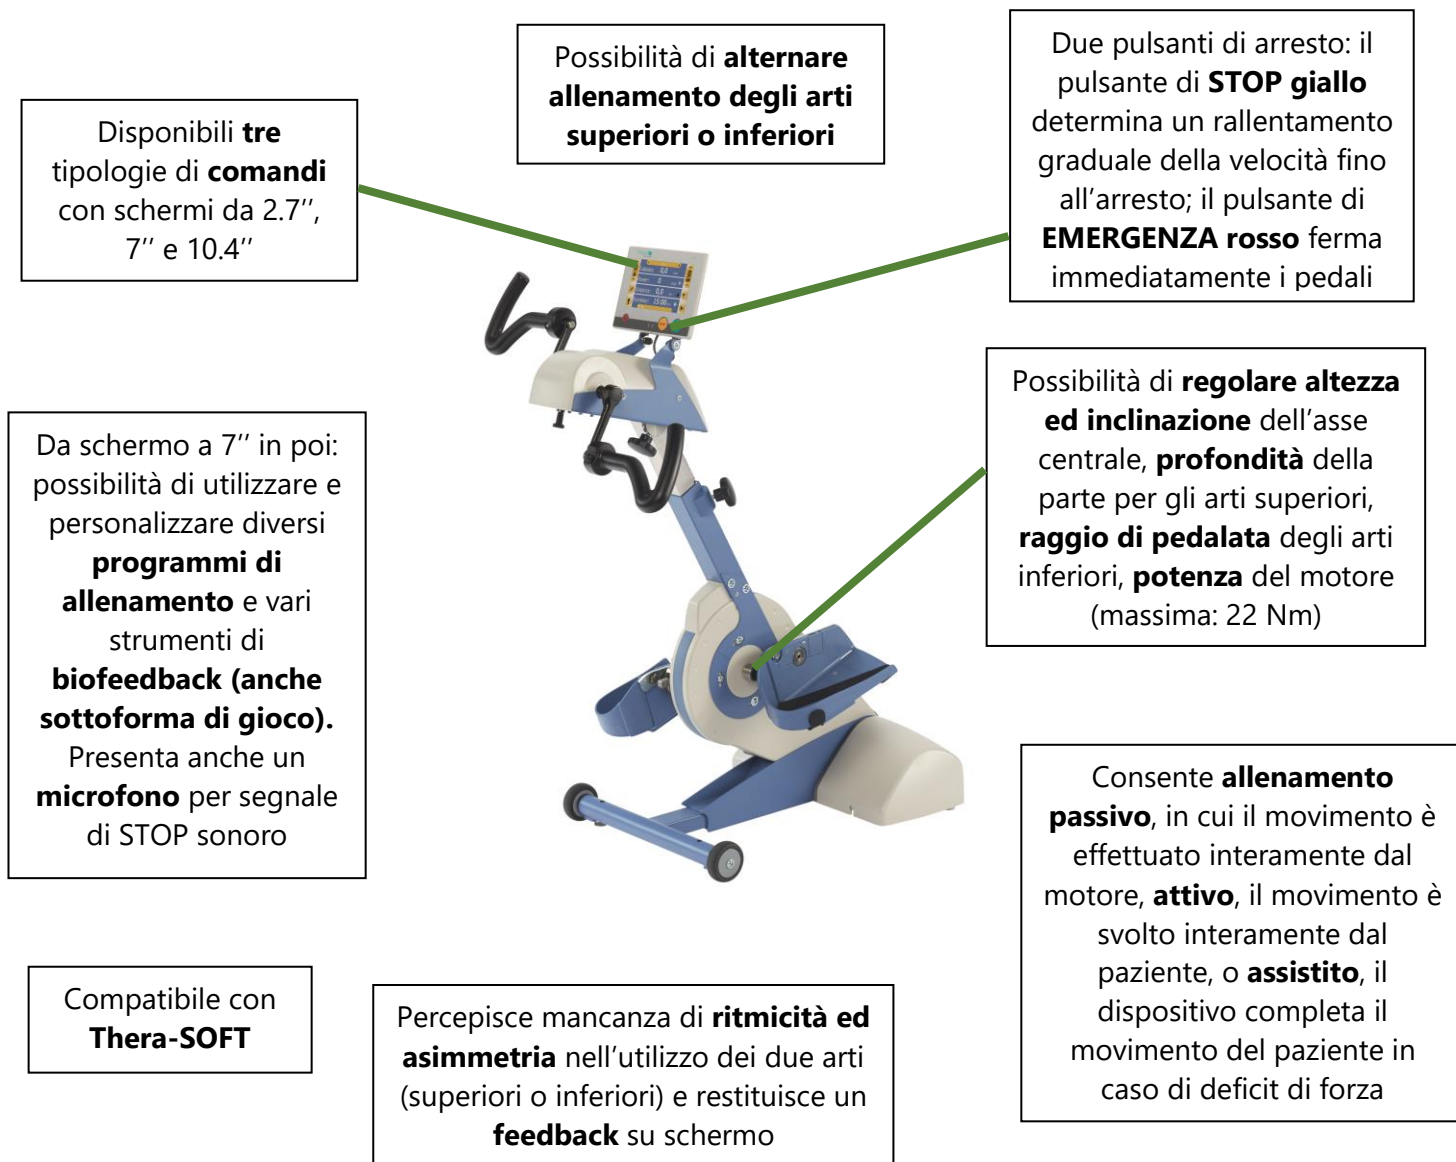 Possibilità di alternare
allenamento degli arti
superiori o inferiori
Due pulsanti di arresto: il
pulsante di STOP giallo
determina un rallentamento
graduale della velocità fino
all’arresto; il pulsante di
EMERGENZA rosso ferma
immediatamente i pedali
Disponibili tre
tipologie di comandi
con schermi da 2.7’’,
7’’ e 10.4’’
Possibilità di regolare altezza
ed inclinazione dell’asse
centrale, profondità della
parte per gli arti superiori,
raggio di pedalata degli arti
inferiori, potenza del motore
(massima: 22 Nm)
Da schermo a 7’’ in poi:
possibilità di utilizzare e
personalizzare diversi
programmi di
allenamento e vari
strumenti di
biofeedback (anche
sottoforma di gioco).
Presenta anche un
microfono per segnale
di STOP sonoro
Consente allenamento
passivo, in cui il movimento è
effettuato interamente dal
motore, attivo, il movimento è
svolto interamente dal
paziente, o assistito, il
dispositivo completa il
movimento del paziente in
caso di deficit di forza
Compatibile con
Thera-SOFT
Percepisce mancanza di ritmicità ed
asimmetria nell’utilizzo dei due arti
(superiori o inferiori) e restituisce un
feedback su schermo